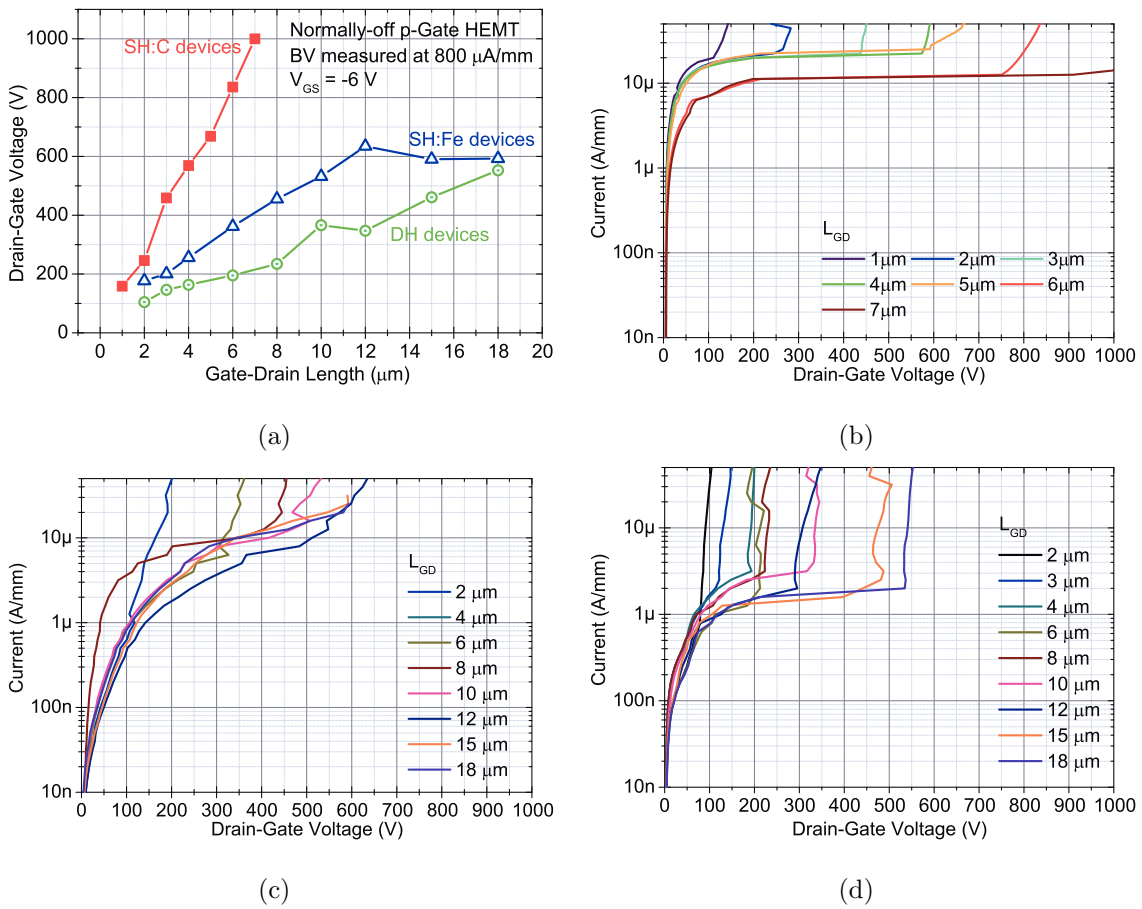 Normally-off p-Gate HEMT
BV measured at 800 μA/mm
V_GS = -6 V
SH:C devices
SH:Fe devices
DH devices
Drain-Gate Voltage (V)
1000
800
600
400
200
0
0 2 4 6 8 10 12 14 16 18 20
Gate-Drain Length (μm)
(a)
Current (A/mm)
10μ
1μ
100n
10n
L_GD
1μm 2μm 3μm
4μm 5μm 6μm
7μm
0 100 200 300 400 500 600 700 800 900 1000
Drain-Gate Voltage (V)
(b)
Current (A/mm)
10μ
1μ
100n
10n
L_GD
2 μm
4 μm
6 μm
8 μm
10 μm
12 μm
15 μm
18 μm
0 100 200 300 400 500 600 700 800 900 1000
Drain-Gate Voltage (V)
(c)
Current (A/mm)
10μ
1μ
100n
10n
L_GD
2 μm
3 μm
4 μm
6 μm
8 μm
10 μm
12 μm
15 μm
18 μm
0 100 200 300 400 500 600 700 800 900 1000
Drain-Gate Voltage (V)
(d)